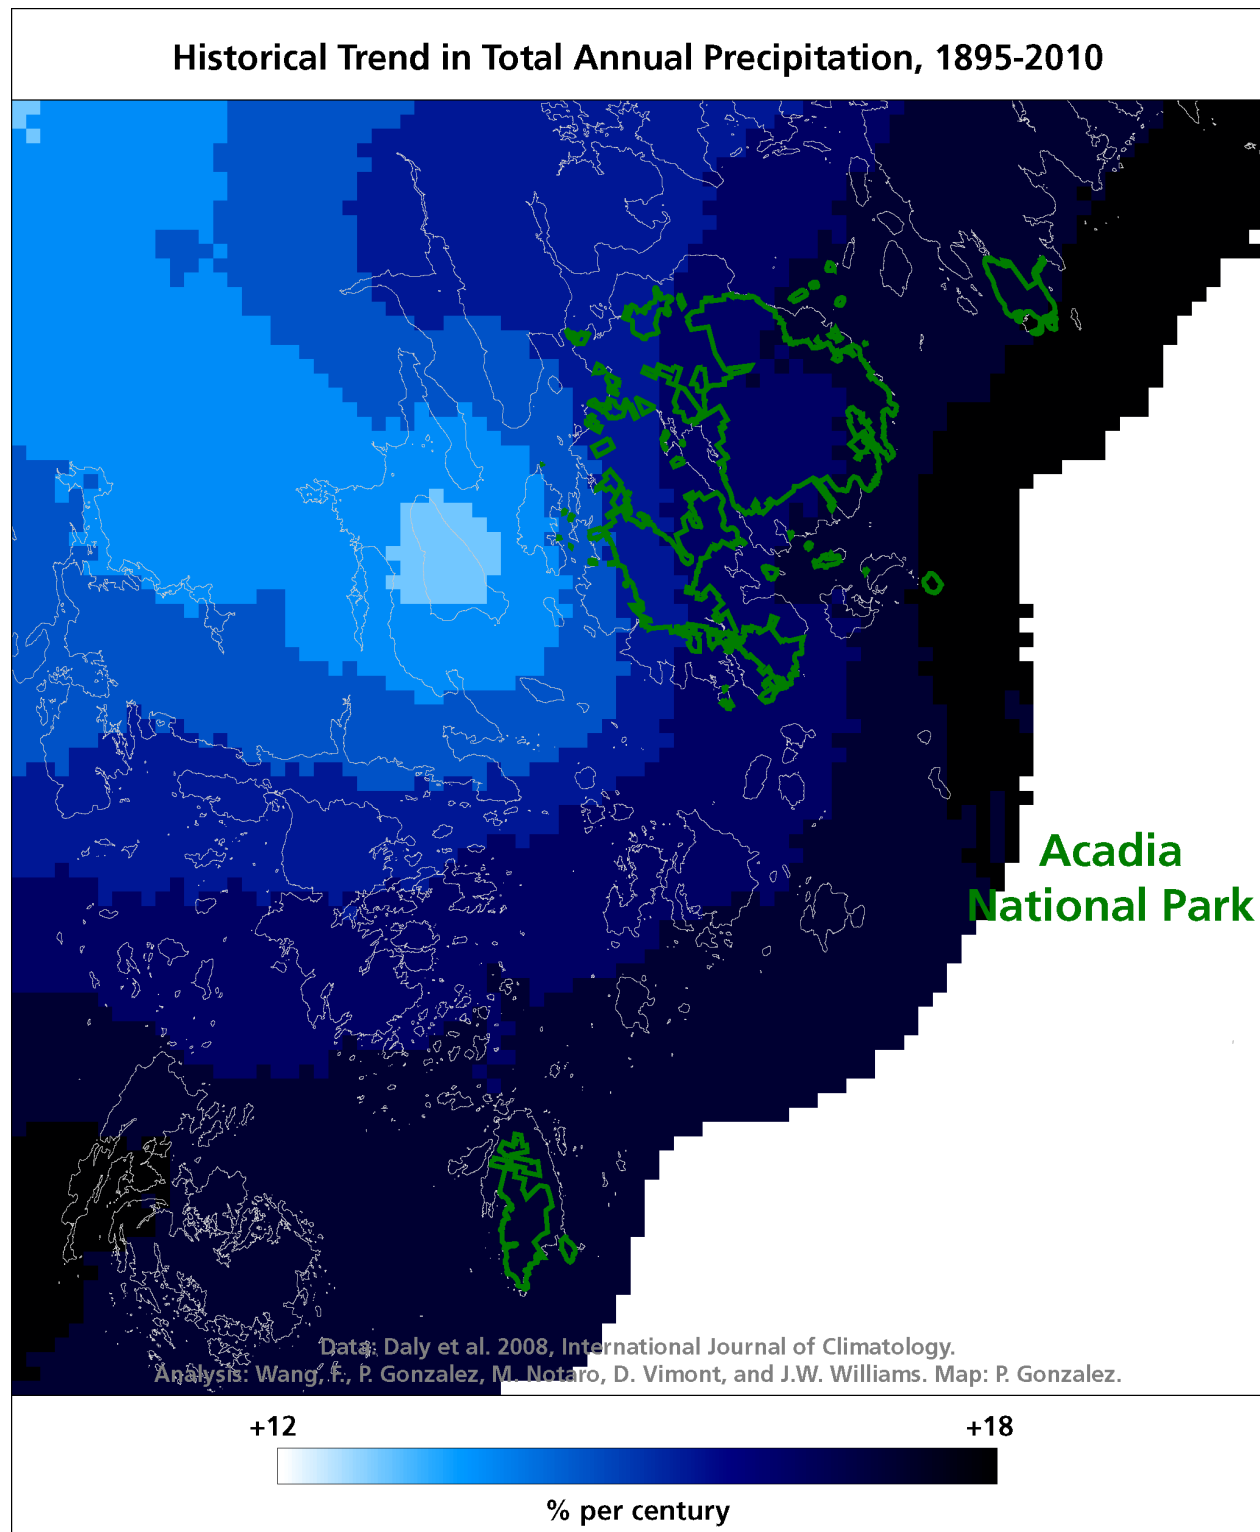 Historical Trend in Total Annual Precipitation, 1895-2010
Acadia
National Park
Data: Daly et al. 2008, International Journal of Climatology.
Analysis: Wang, F., P. Gonzalez, M. Notaro, D. Vimont, and J.W. Williams. Map: P. Gonzalez.
+12
+18
% per century